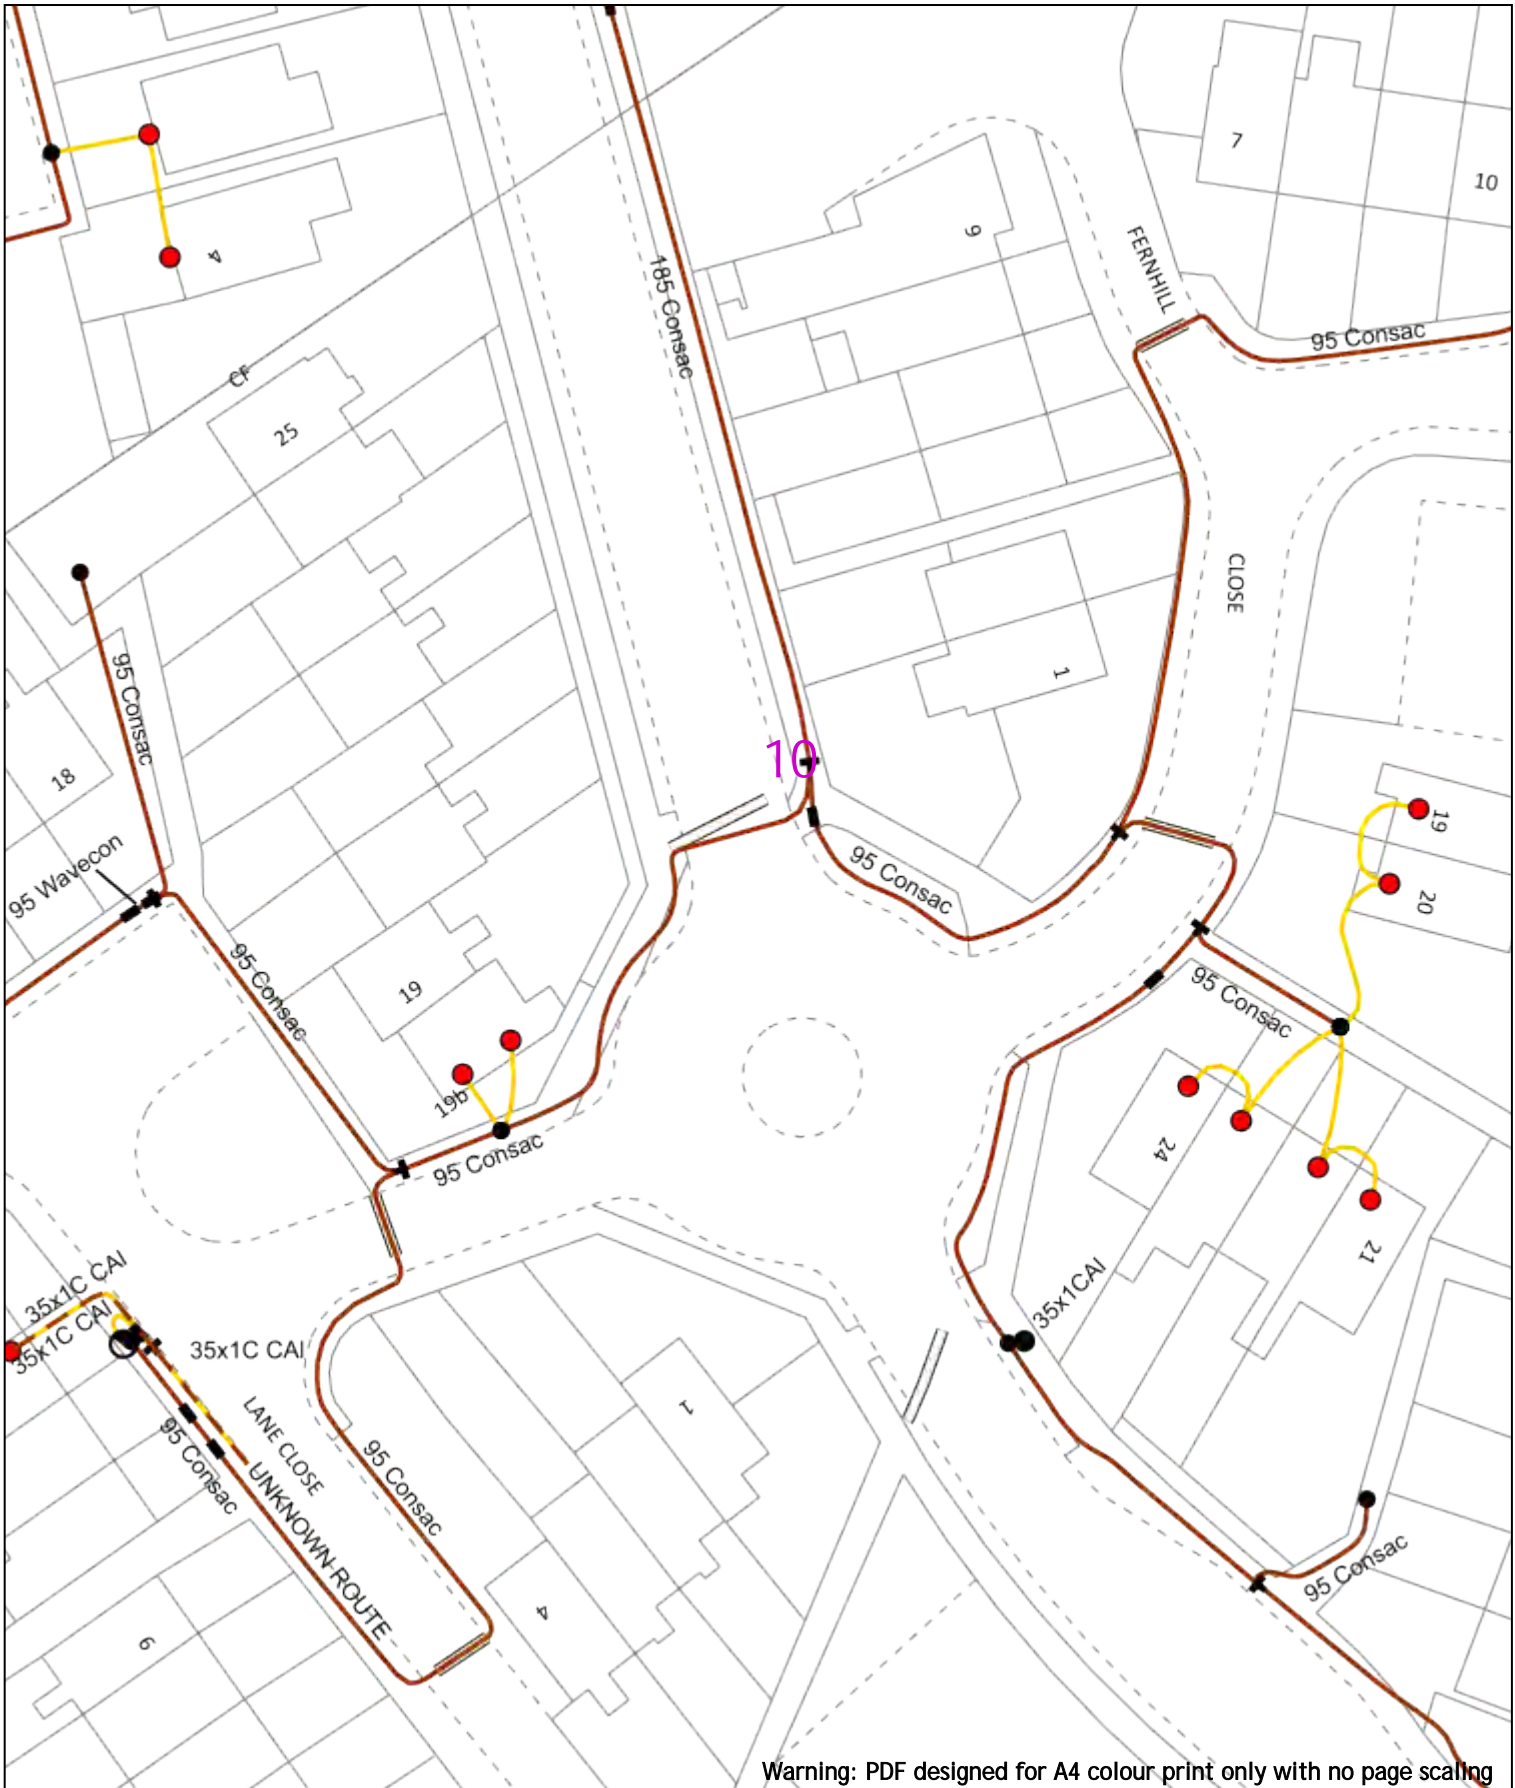 7
10
9
FERNHILL
4
185 Consac
95 Consac
CF
25
CLOSE
95 Consac
1
18
10
19
95 Wavecon
95 Consac
20
95 Consac
19
95 Consac
19b
24
95 Consac
21
35x1C CAI
35x1C CAI
35x1C CAI
35x1CAI
LANE CLOSE
1
95 Consac
95 Consac
UNKNOWN ROUTE
95 Consac
4
6
Warning: PDF designed for A4 colour print only with no page scaling